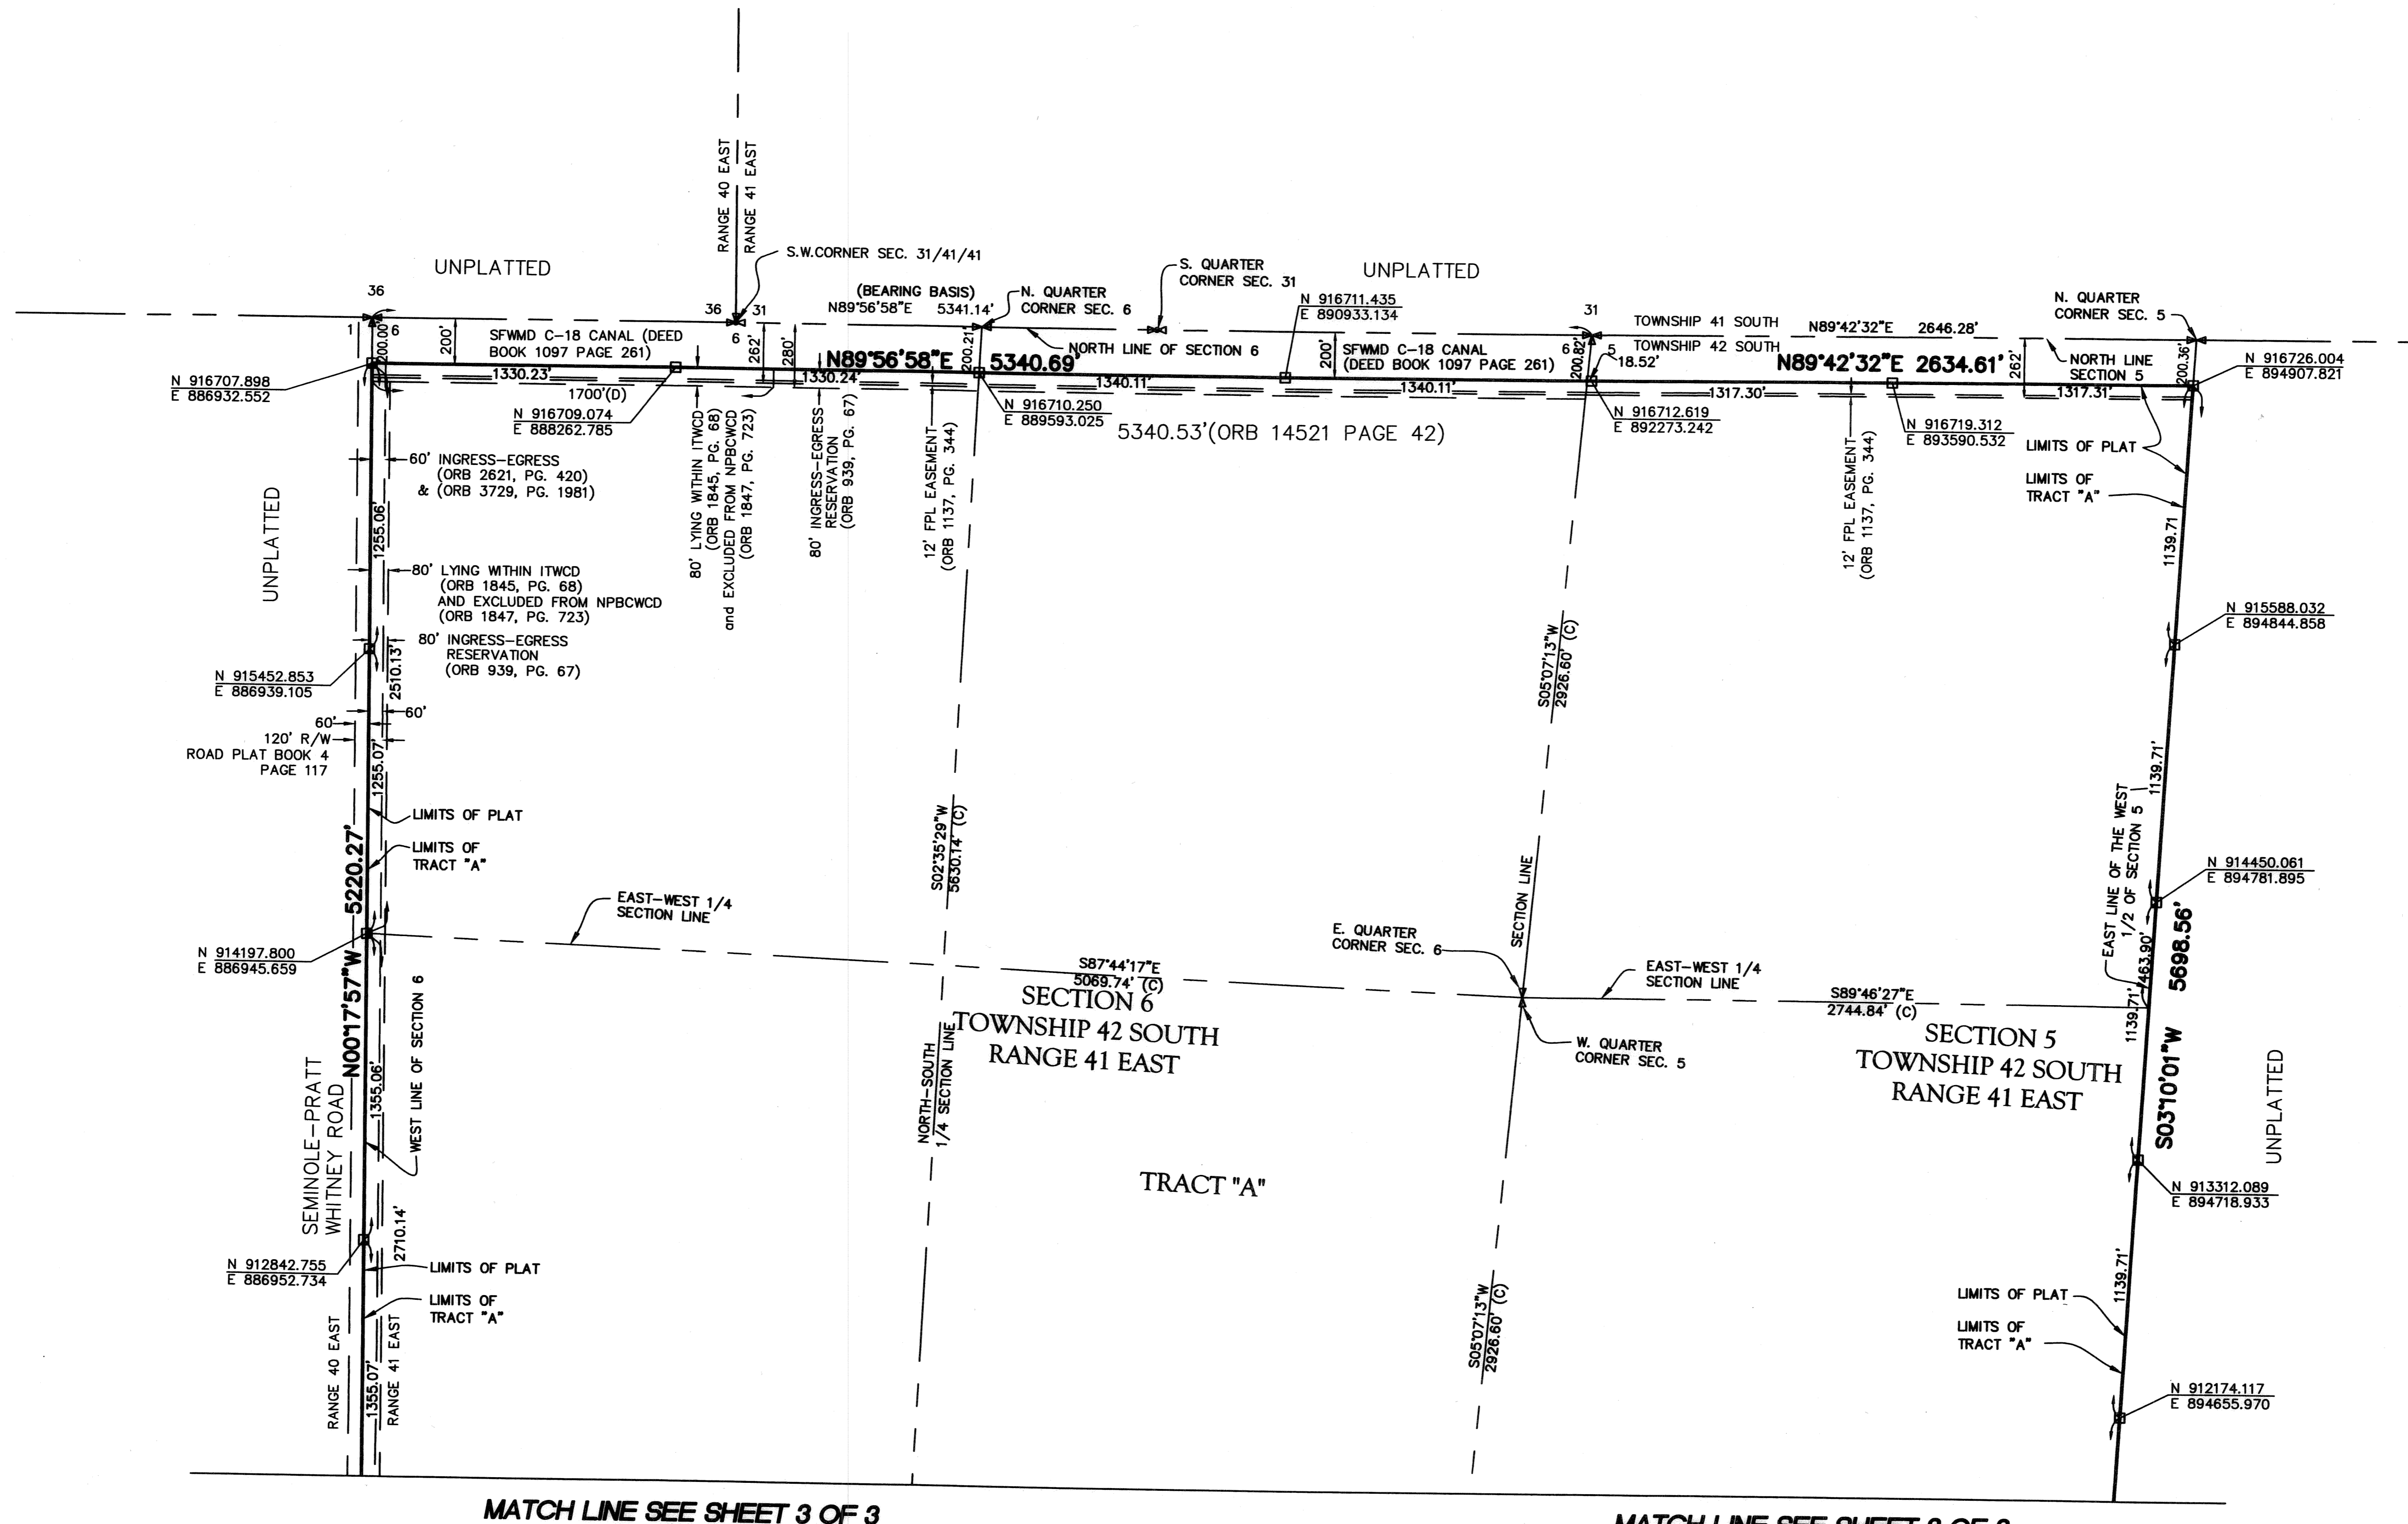 RANGE 40 EAST
RANGE 41 EAST
UNPLATTED
S.W.CORNER SEC. 31/41/41
(BEARING BASIS)
N89°56'58"E 5341.14'
N. QUARTER
CORNER SEC. 6
S. QUARTER
CORNER SEC. 31
UNPLATTED
N 916711.435
E 890933.134
N. QUARTER
CORNER SEC. 5
36
1
6
200.00'
200'
SFWMD C-18 CANAL (DEED
BOOK 1097 PAGE 261)
36
31
6
262'
280'
N89°56'58"E 5340.69'
200.21'
NORTH LINE OF SECTION 6
200'
SFWMD C-18 CANAL
(DEED BOOK 1097 PAGE 261)
31
6
5
200.82'
18.52'
TOWNSHIP 41 SOUTH
TOWNSHIP 42 SOUTH
N89°42'32"E 2646.28'
N89°42'32"E 2634.61'
262'
NORTH LINE
SECTION 5
200.36'
N 916726.004
E 894907.821
N 916707.898
E 886932.552
1330.23'
1700'(D)
N 916709.074
E 888262.785
1330.24'
1340.11'
N 916710.250
E 889593.025
5340.53'(ORB 14521 PAGE 42)
1340.11'
N 916712.619
E 892273.242
1317.30'
N 916719.312
E 893590.532
1317.31'
LIMITS OF PLAT
LIMITS OF
TRACT "A"
60' INGRESS-EGRESS
(ORB 2621, PG. 420)
& (ORB 3729, PG. 1981)
80' LYING WITHIN ITWCD
(ORB 1845, PG. 68)
and EXCLUDED FROM NPBCWCD
(ORB 1847, PG. 723)
80' INGRESS-EGRESS
RESERVATION
(ORB 939, PG. 67)
12' FPL EASEMENT
(ORB 1137, PG. 344)
12' FPL EASEMENT
(ORB 1137, PG. 344)
UNPLATTED
1255.06'
80' LYING WITHIN ITWCD
(ORB 1845, PG. 68)
AND EXCLUDED FROM NPBCWCD
(ORB 1847, PG. 723)
80' INGRESS-EGRESS
RESERVATION
(ORB 939, PG. 67)
N 915452.853
E 886939.105
2510.13'
60'
60'
120' R/W
ROAD PLAT BOOK 4
PAGE 117
1255.07'
LIMITS OF PLAT
LIMITS OF
TRACT "A"
N00°17'57"W 5220.27'
S02°35'29"W
5630.14' (C)
S05°07'13"W
2926.60' (C)
1139.71
N 915588.032
E 894844.858
1139.71'
EAST LINE OF THE WEST
1/2 OF SECTION 5
N 914450.061
E 894781.895
EAST-WEST 1/4
SECTION LINE
N 914197.800
E 886945.659
S87°44'17"E
5069.74' (C)
SECTION 6
TOWNSHIP 42 SOUTH
RANGE 41 EAST
E. QUARTER
CORNER SEC. 6
SECTION LINE
EAST-WEST 1/4
SECTION LINE
S89°46'27"E
2744.84' (C)
W. QUARTER
CORNER SEC. 5
SECTION 5
TOWNSHIP 42 SOUTH
RANGE 41 EAST
463.90'
1139.71'
S03°10'01"W 5698.56'
UNPLATTED
SEMINOLE-PRATT
WHITNEY ROAD
1355.06'
WEST LINE OF SECTION 6
NORTH-SOUTH
1/4 SECTION LINE
TRACT "A"
N 913312.089
E 894718.933
N 912842.755
E 886952.734
2710.14'
LIMITS OF PLAT
LIMITS OF
TRACT "A"
RANGE 40 EAST
1355.07'
RANGE 41 EAST
S05°07'13"W
2926.60' (C)
1139.71'
LIMITS OF PLAT
LIMITS OF
TRACT "A"
N 912174.117
E 894655.970
MATCH LINE SEE SHEET 3 OF 3
MATCH LINE SEE SHEET 3 OF 3